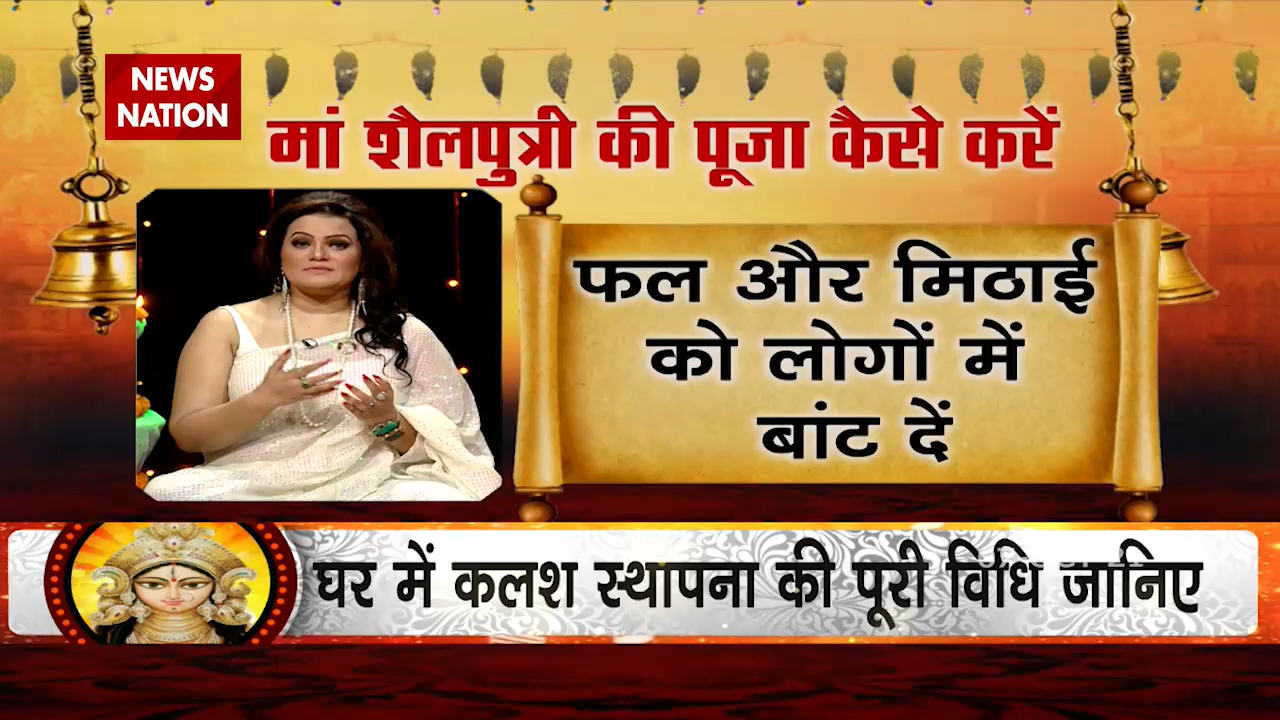 NEWS
NATION
मां शैलपुत्री की पूजा कैसे करें
फल और मिठाई
को लोगों में
बांट दें
घर में कलश स्थापना की पूरी विधि जानिए